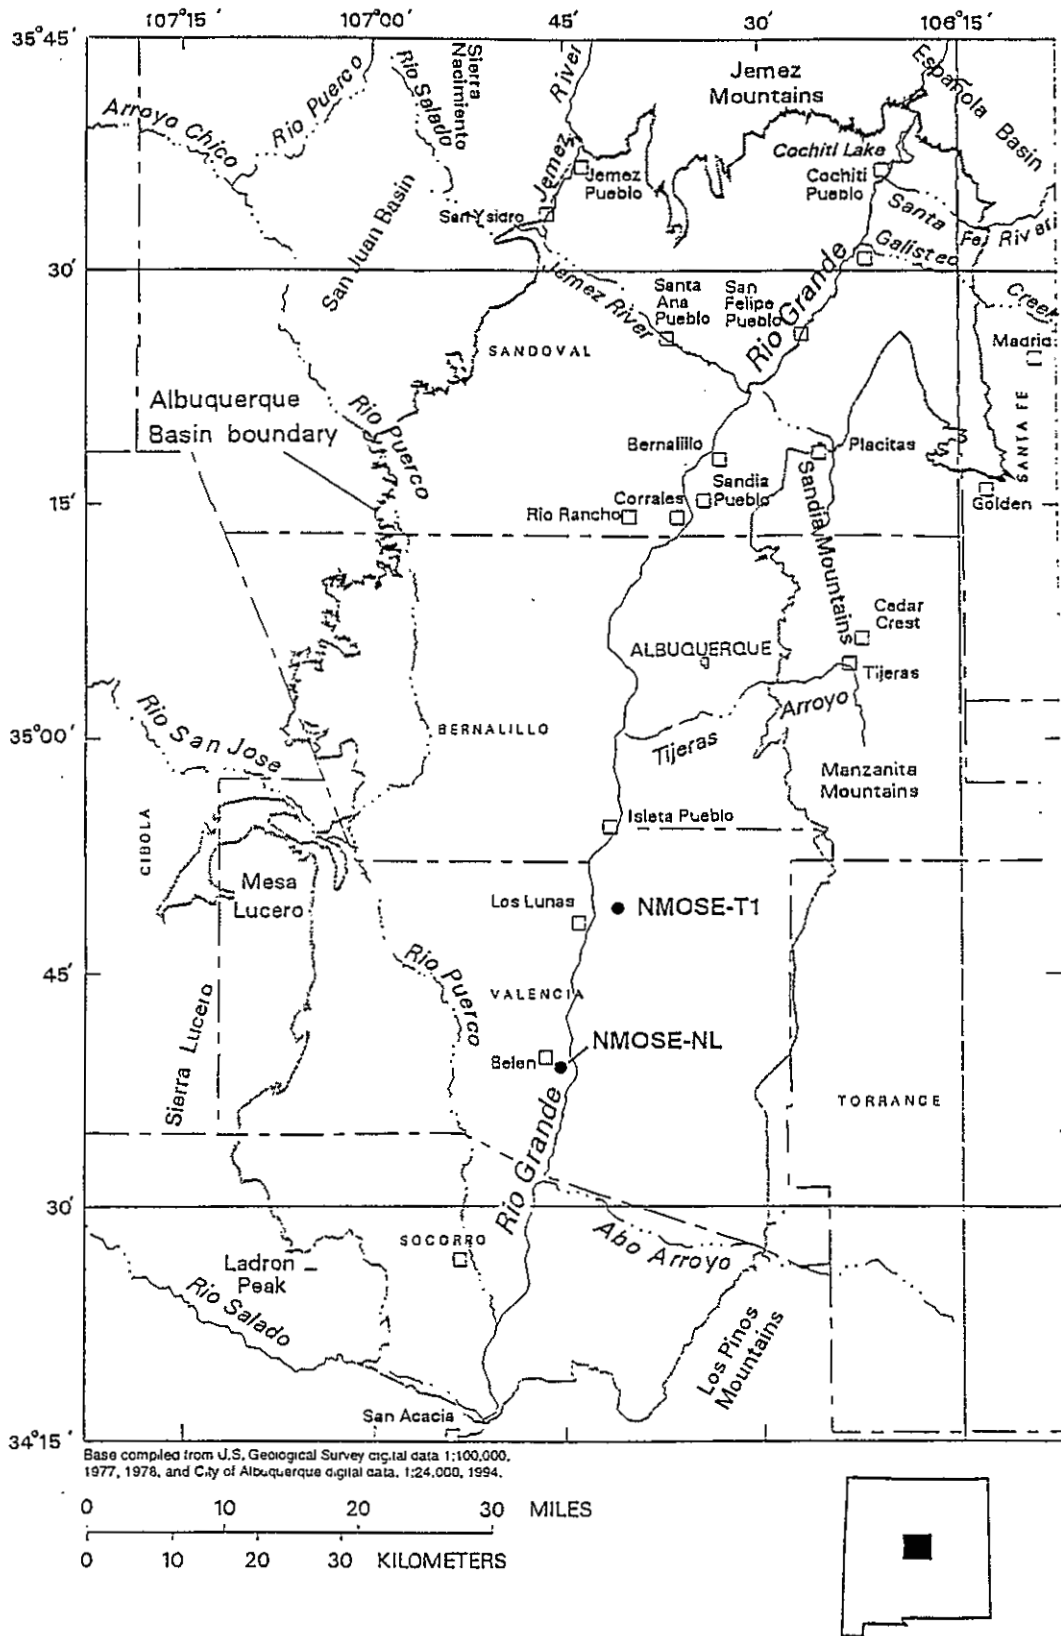 107°15′
107°00′
45′
30′
106°15′
35°45′
Arroyo Chico
Rio Puerco
Rio Salado
Sierra
Nacimiento
Jemez
River
Jemez
Mountains
Española Basin
Cochiti Lake
Cochiti
Pueblo
Jemez
Pueblo
San Ysidro
San Juan Basin
Santa
Fe
River
Galisteo
Creek
30′
Jemez River
Santa
Ana
Pueblo
San
Felipe
Pueblo
Rio Grande
Madrid
SANDOVAL
SANTA FE
Albuquerque
Basin boundary
Rio Puerco
Bernalillo
Placitas
Sandia
Pueblo
Corrales
Rio Rancho
Golden
15′
Sandia Mountains
Cedar
Crest
ALBUQUERQUE
Tijeras
Arroyo
Tijeras
Rio San Jose
35°00′
BERNALILLO
Manzanita
Mountains
Isleta Pueblo
CIBOLA
Mesa
Lucero
Los Lunas
NMOSE-T1
Rio Puerco
45′
VALENCIA
NMOSE-NL
Belen
Sierra Lucero
TORRANCE
Rio Grande
30′
Abo Arroyo
SOCORRO
Ladron
Peak
Rio Salado
Los Pinos
Mountains
San Acacia
34°15′
Base compiled from U.S. Geological Survey digital data 1:100,000,
1977, 1978, and City of Albuquerque digital data, 1:24,000, 1994.
0 10 20 30 MILES
0 10 20 30 KILOMETERS